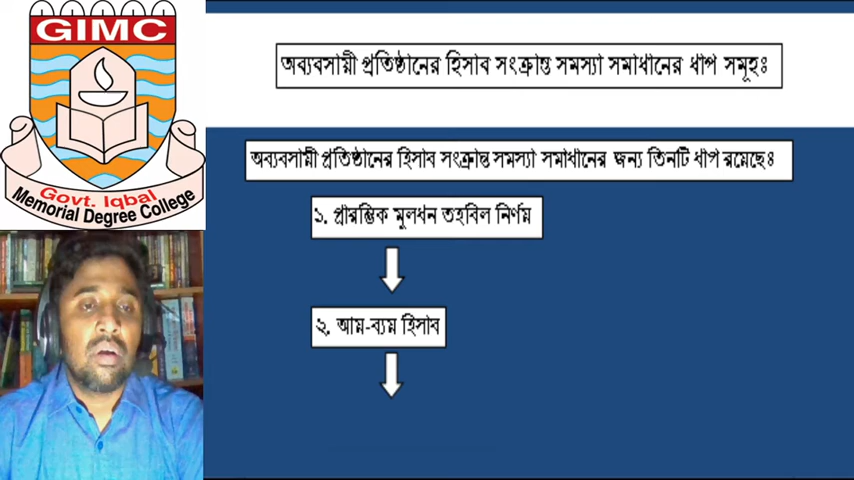 GIMC
Govt. Iqbal
Memorial Degree College
অব্যবসায়ী প্রতিষ্ঠানের হিসাব সংক্রান্ত সমস্যা সমাধানের ধাপ সমূহঃ
অব্যবসায়ী প্রতিষ্ঠানের হিসাব সংক্রান্ত সমস্যা সমাধানের জন্য তিনটি ধাপ রয়েছেঃ
১. প্রারম্ভিক মুলধন তহবিল নির্ণয়
২. আয়-ব্যয় হিসাব